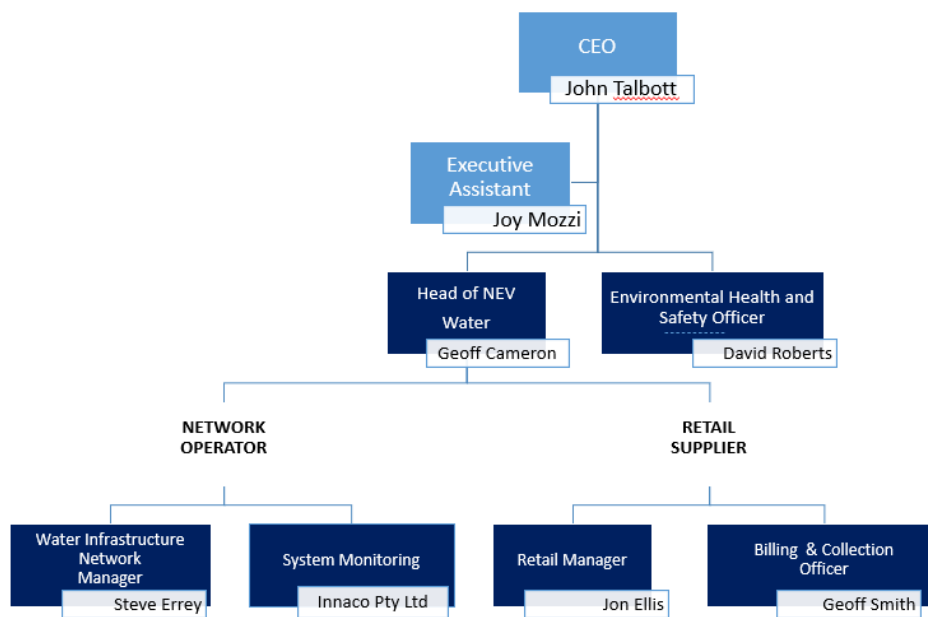 CEO
John Talbott
Executive
Assistant
Joy Mozzi
Head of NEV
Water
Geoff Cameron
Environmental Health and
Safety Officer
David Roberts
NETWORK
OPERATOR
RETAIL
SUPPLIER
Water Infrastructure
Network
Manager
Steve Errey
System Monitoring
Innaco Pty Ltd
Retail Manager
Jon Ellis
Billing & Collection
Officer
Geoff Smith